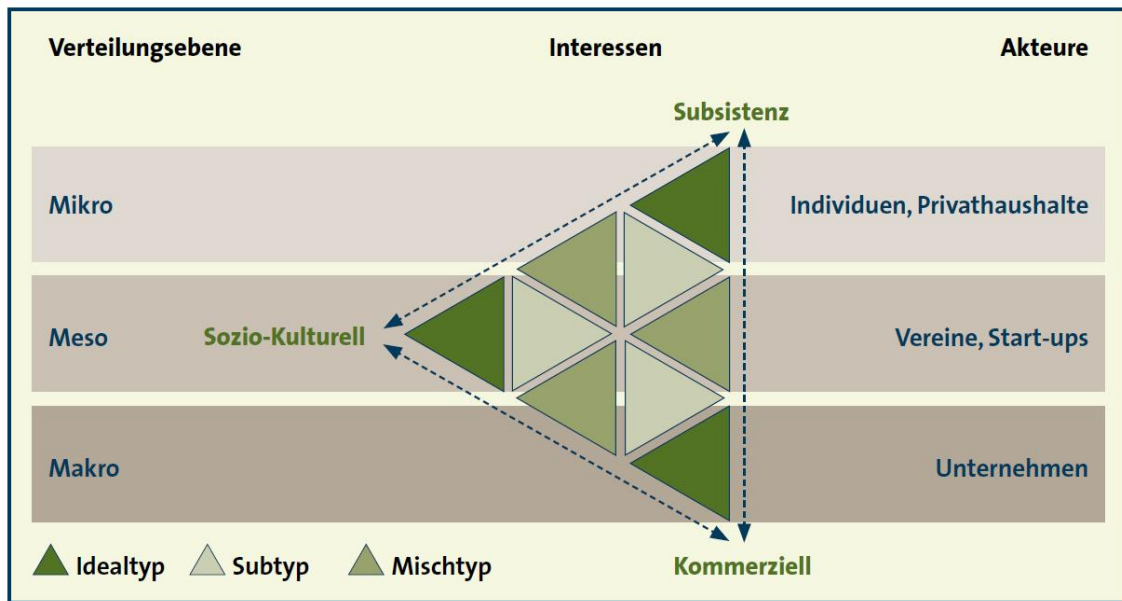 Verteilungsebene Interessen Akteure
Subsistenz
Mikro Individuen, Privathaushalte
Meso Sozio-Kulturell Vereine, Start-ups
Makro Unternehmen
Idealtyp Subtyp Mischtyp Kommerziell